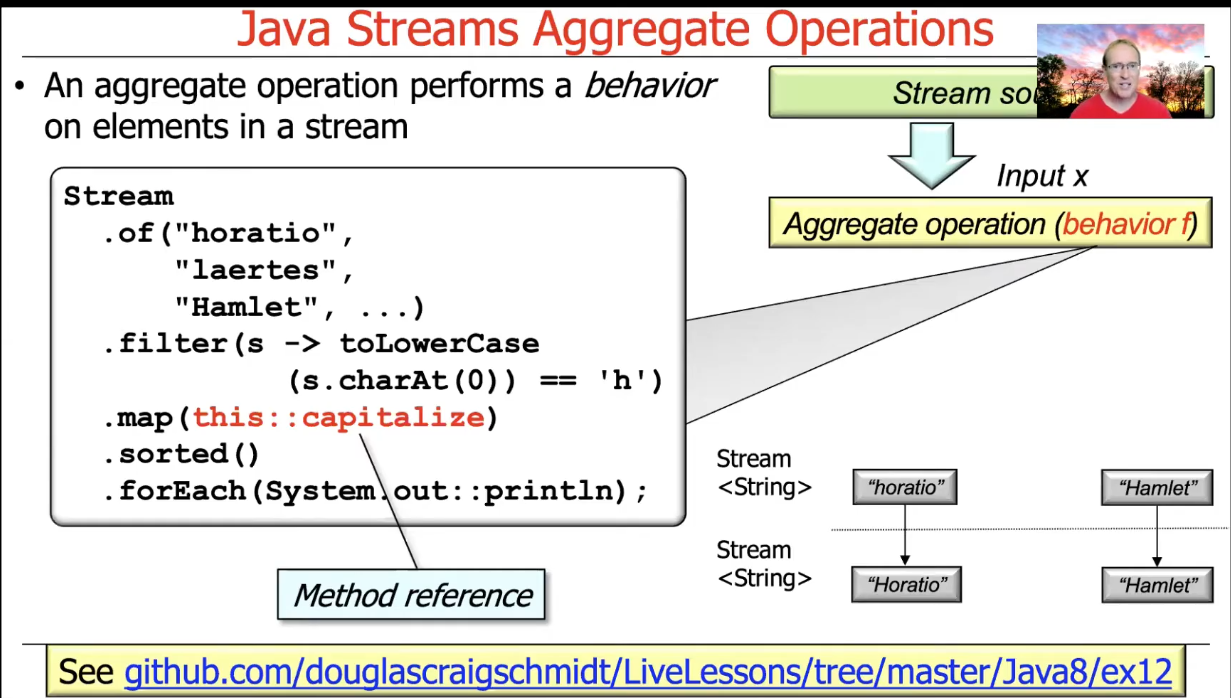 Java Streams Aggregate Operations
• An aggregate operation performs a behavior
on elements in a stream
Stream
.of("horatio",
"laertes",
"Hamlet", ...)
.filter(s -> toLowerCase
(s.charAt(0)) == 'h')
.map(this::capitalize)
.sorted()
.forEach(System.out::println);
Method reference
Stream
Input x
Aggregate operation (behavior f)
Stream
<String>
“horatio”
“Hamlet”
Stream
<String>
“Horatio”
“Hamlet”
See github.com/douglascraigschmidt/LiveLessons/tree/master/Java8/ex12